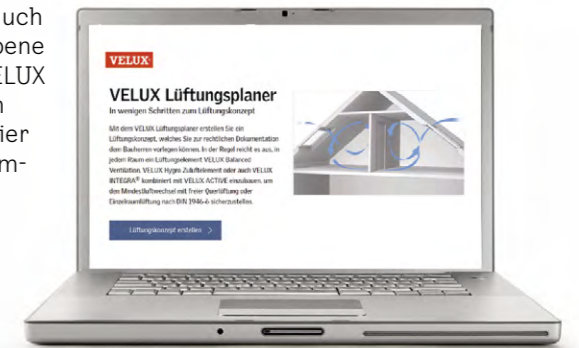 uch
bene
ELUX
n
ier
m-
VELUX
VELUX Lüftungsplaner
In wenigen Schritten zum Lüftungskonzept
Mit dem VELUX Lüftungsplaner erstellen Sie ein
Lüftungskonzept, welches Sie zur rechtlichen Dokumentation
dem Bauherren vorlegen können. In der Regel reicht es aus, in
jedem Raum ein Lüftungselement VELUX Balanced
Ventilation, VELUX Hygro Zuluftelement oder auch VELUX
INTEGRA® kombiniert mit VELUX ACTIVE einzubauen, um
den Mindestluftwechsel mit freier Querlüftung oder
Einzelraumlüftung nach DIN 1946-6 sicherzustellen.
Lüftungskonzept erstellen >